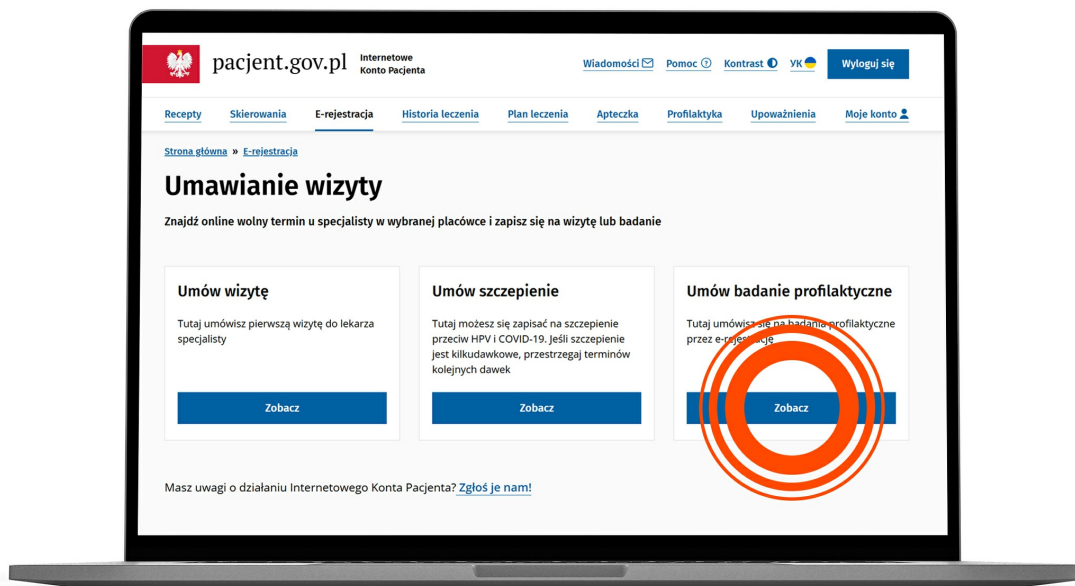 pacjent.gov.pl
Internetowe
Konto Pacjenta
Wiadomości
Pomoc
Kontrast
УК
Wyloguj się
Recepty
Skierowania
E-rejestracja
Historia leczenia
Plan leczenia
Apteczka
Profilaktyka
Upoważnienia
Moje konto
Strona główna » E-rejestracja
Umawianie wizyty
Znajdź online wolny termin u specjalisty w wybranej placówce i zapisz się na wizytę lub badanie
Umów wizytę
Tutaj umówisz pierwszą wizytę do lekarza
specjalisty
Zobacz
Umów szczepienie
Tutaj możesz się zapisać na szczepienie
przeciw HPV i COVID-19. Jeśli szczepienie
jest kilkudawkowe, przestrzegaj terminów
kolejnych dawek
Zobacz
Umów badanie profilaktyczne
Tutaj umówisz się na badania profilaktyczne
przez e-rejestrację
Zobacz
Masz uwagi o działaniu Internetowego Konta Pacjenta? Zgłoś je nam!